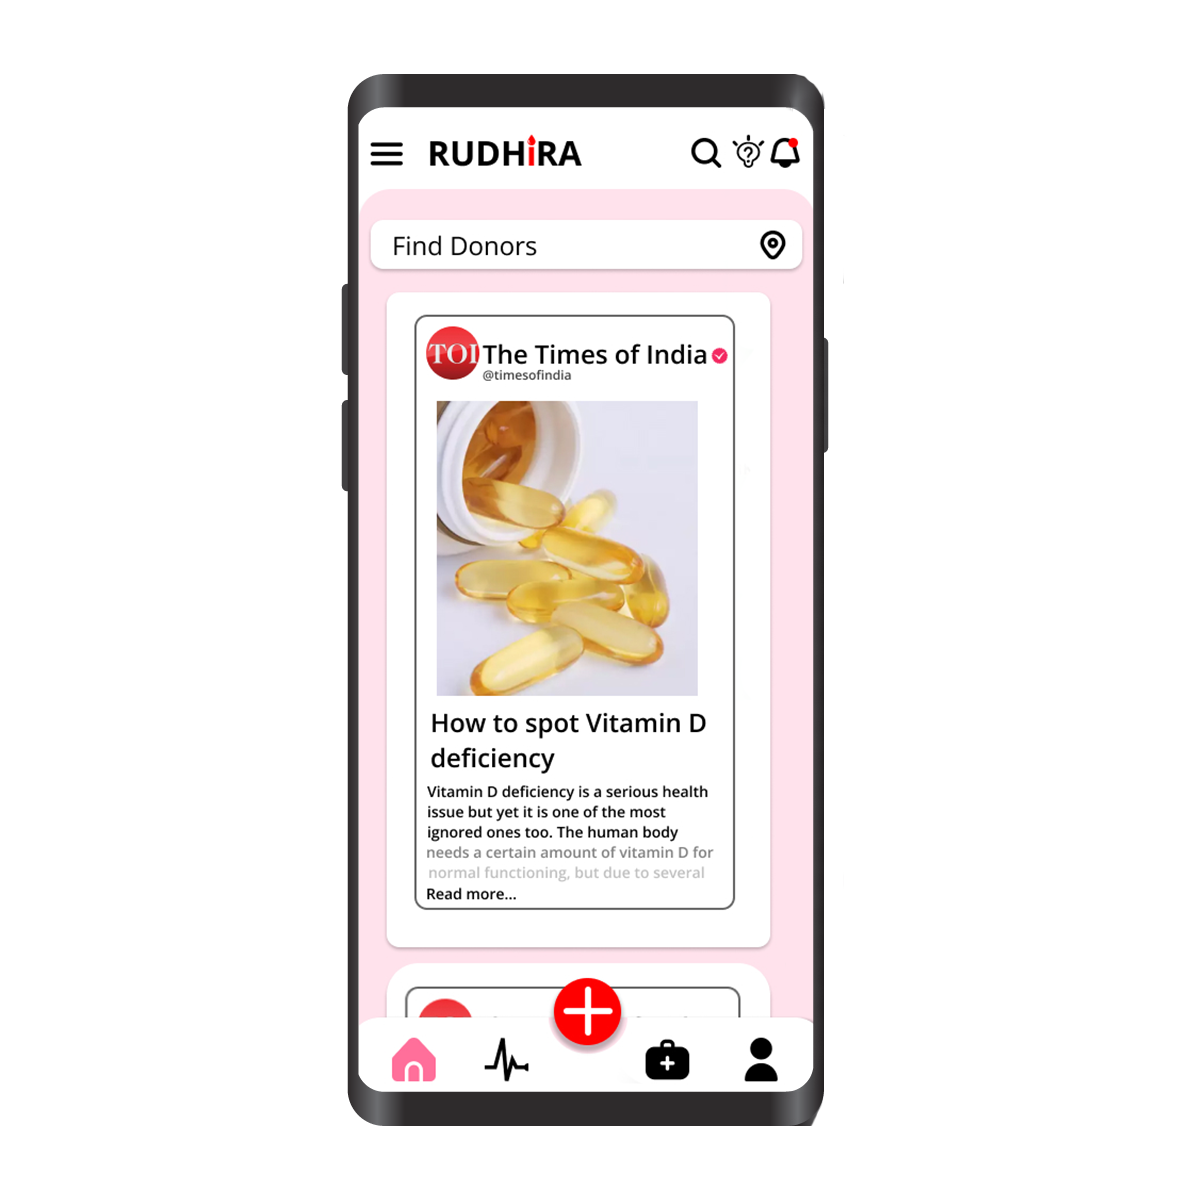 RUDHiRA
Find Donors
TOI
The Times of India
@timesofindia
How to spot Vitamin D
deficiency
Vitamin D deficiency is a serious health
issue but yet it is one of the most
ignored ones too. The human body
needs a certain amount of vitamin D for
normal functioning, but due to several
Read more...